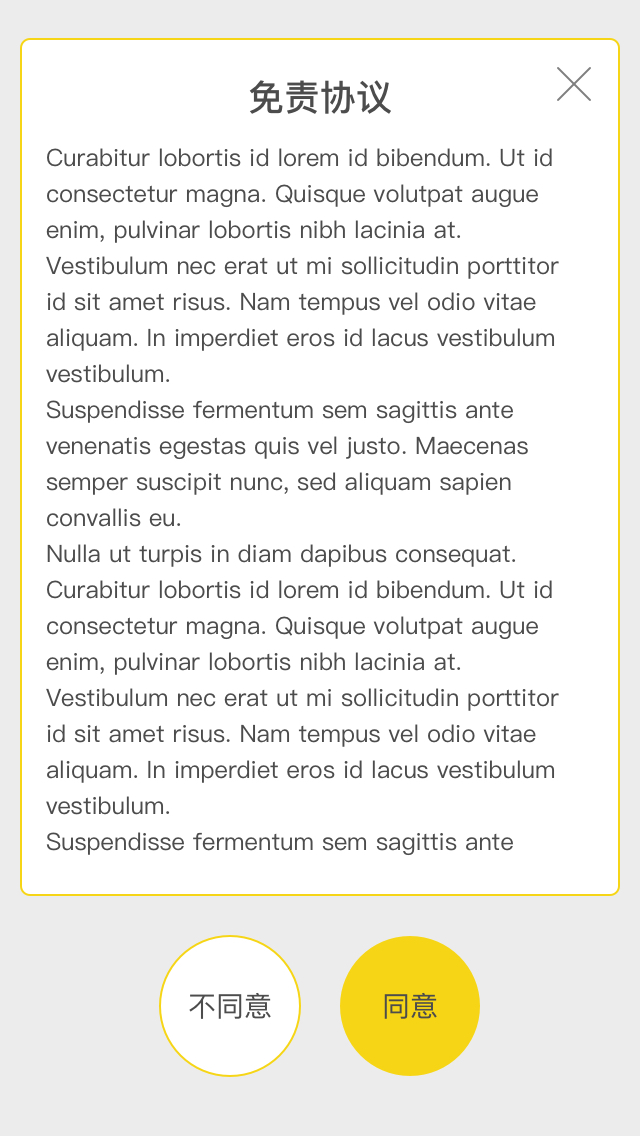 免责协议
Curabitur lobortis id lorem id bibendum. Ut id
consectetur magna. Quisque volutpat augue
enim, pulvinar lobortis nibh lacinia at.
Vestibulum nec erat ut mi sollicitudin porttitor
id sit amet risus. Nam tempus vel odio vitae
aliquam. In imperdiet eros id lacus vestibulum
vestibulum.
Suspendisse fermentum sem sagittis ante
venenatis egestas quis vel justo. Maecenas
semper suscipit nunc, sed aliquam sapien
convallis eu.
Nulla ut turpis in diam dapibus consequat.
Curabitur lobortis id lorem id bibendum. Ut id
consectetur magna. Quisque volutpat augue
enim, pulvinar lobortis nibh lacinia at.
Vestibulum nec erat ut mi sollicitudin porttitor
id sit amet risus. Nam tempus vel odio vitae
aliquam. In imperdiet eros id lacus vestibulum
vestibulum.
Suspendisse fermentum sem sagittis ante
不同意
同意